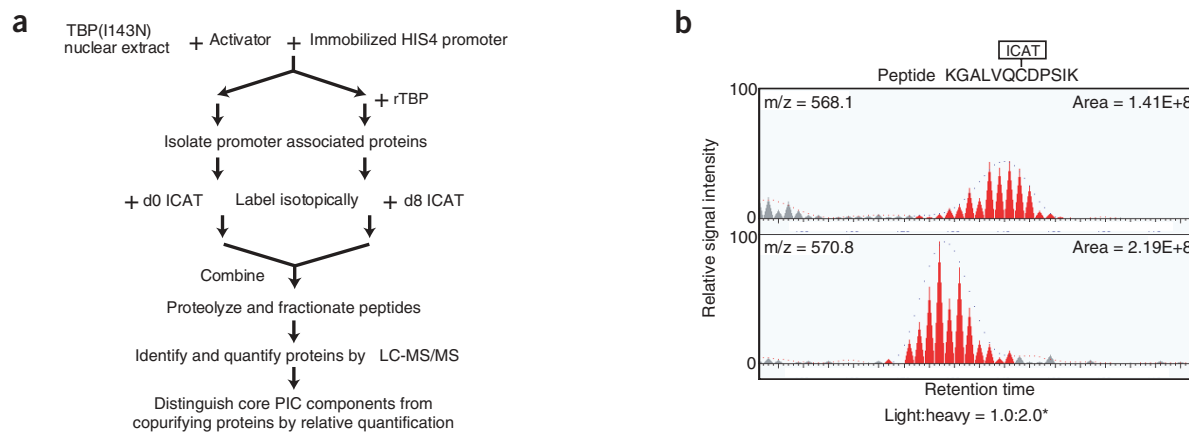 a
TBP(I143N)
nuclear extract
+ Activator + Immobilized HIS4 promoter
+ rTBP
Isolate promoter associated proteins
+ d0 ICAT Label isotopically + d8 ICAT
Combine
Proteolyze and fractionate peptides
Identify and quantify proteins by LC-MS/MS
Distinguish core PIC components from
copurifying proteins by relative quantification
b
ICAT
Peptide KGALVQCDPSIK
100
m/z = 568.1 Area = 1.41E+8
0
100
m/z = 570.8 Area = 2.19E+8
0
Relative signal intensity
Retention time
Light:heavy = 1.0:2.0*